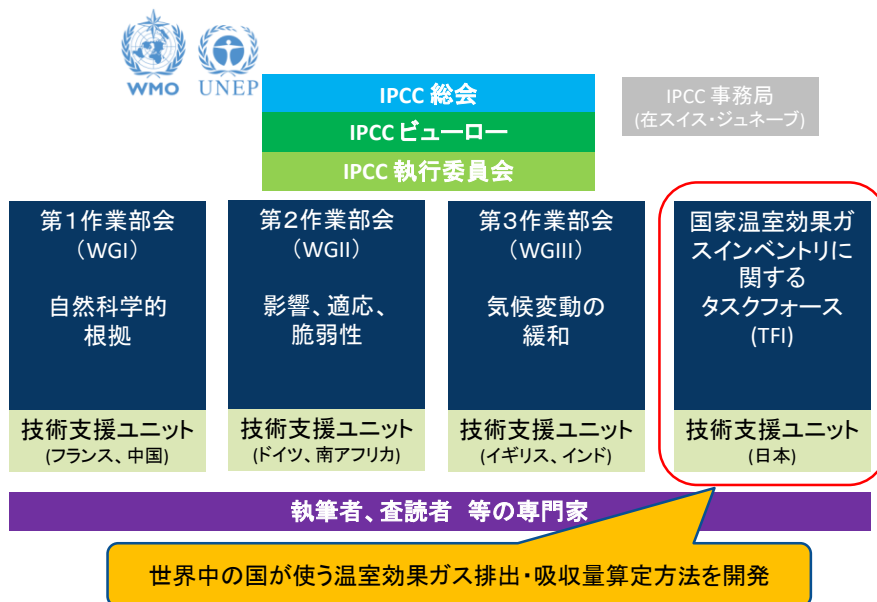 WMO
UNEP
IPCC 総会
IPCC ビューロー
IPCC 執行委員会
IPCC 事務局
(在スイス・ジュネーブ)
第1作業部会
(WGI)
自然科学的
根拠
第2作業部会
(WGII)
影響、適応、
脆弱性
第3作業部会
(WGIII)
気候変動の
緩和
国家温室効果ガ
スインベントリに
関する
タスクフォース
(TFI)
技術支援ユニット
(フランス、中国)
技術支援ユニット
(ドイツ、南アフリカ)
技術支援ユニット
(イギリス、インド)
技術支援ユニット
(日本)
執筆者、査読者 等の専門家
世界中の国が使う温室効果ガス排出・吸収量算定方法を開発